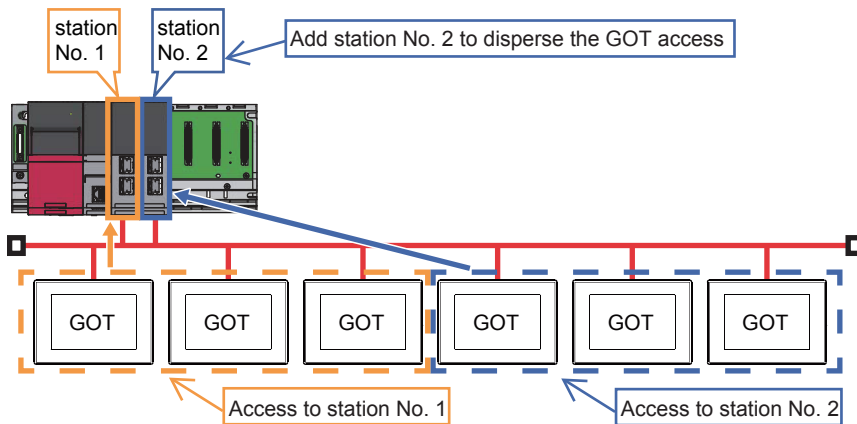 station
No. 1
station
No. 2
Add station No. 2 to disperse the GOT access
GOT
GOT
GOT
GOT
GOT
GOT
Access to station No. 1
Access to station No. 2